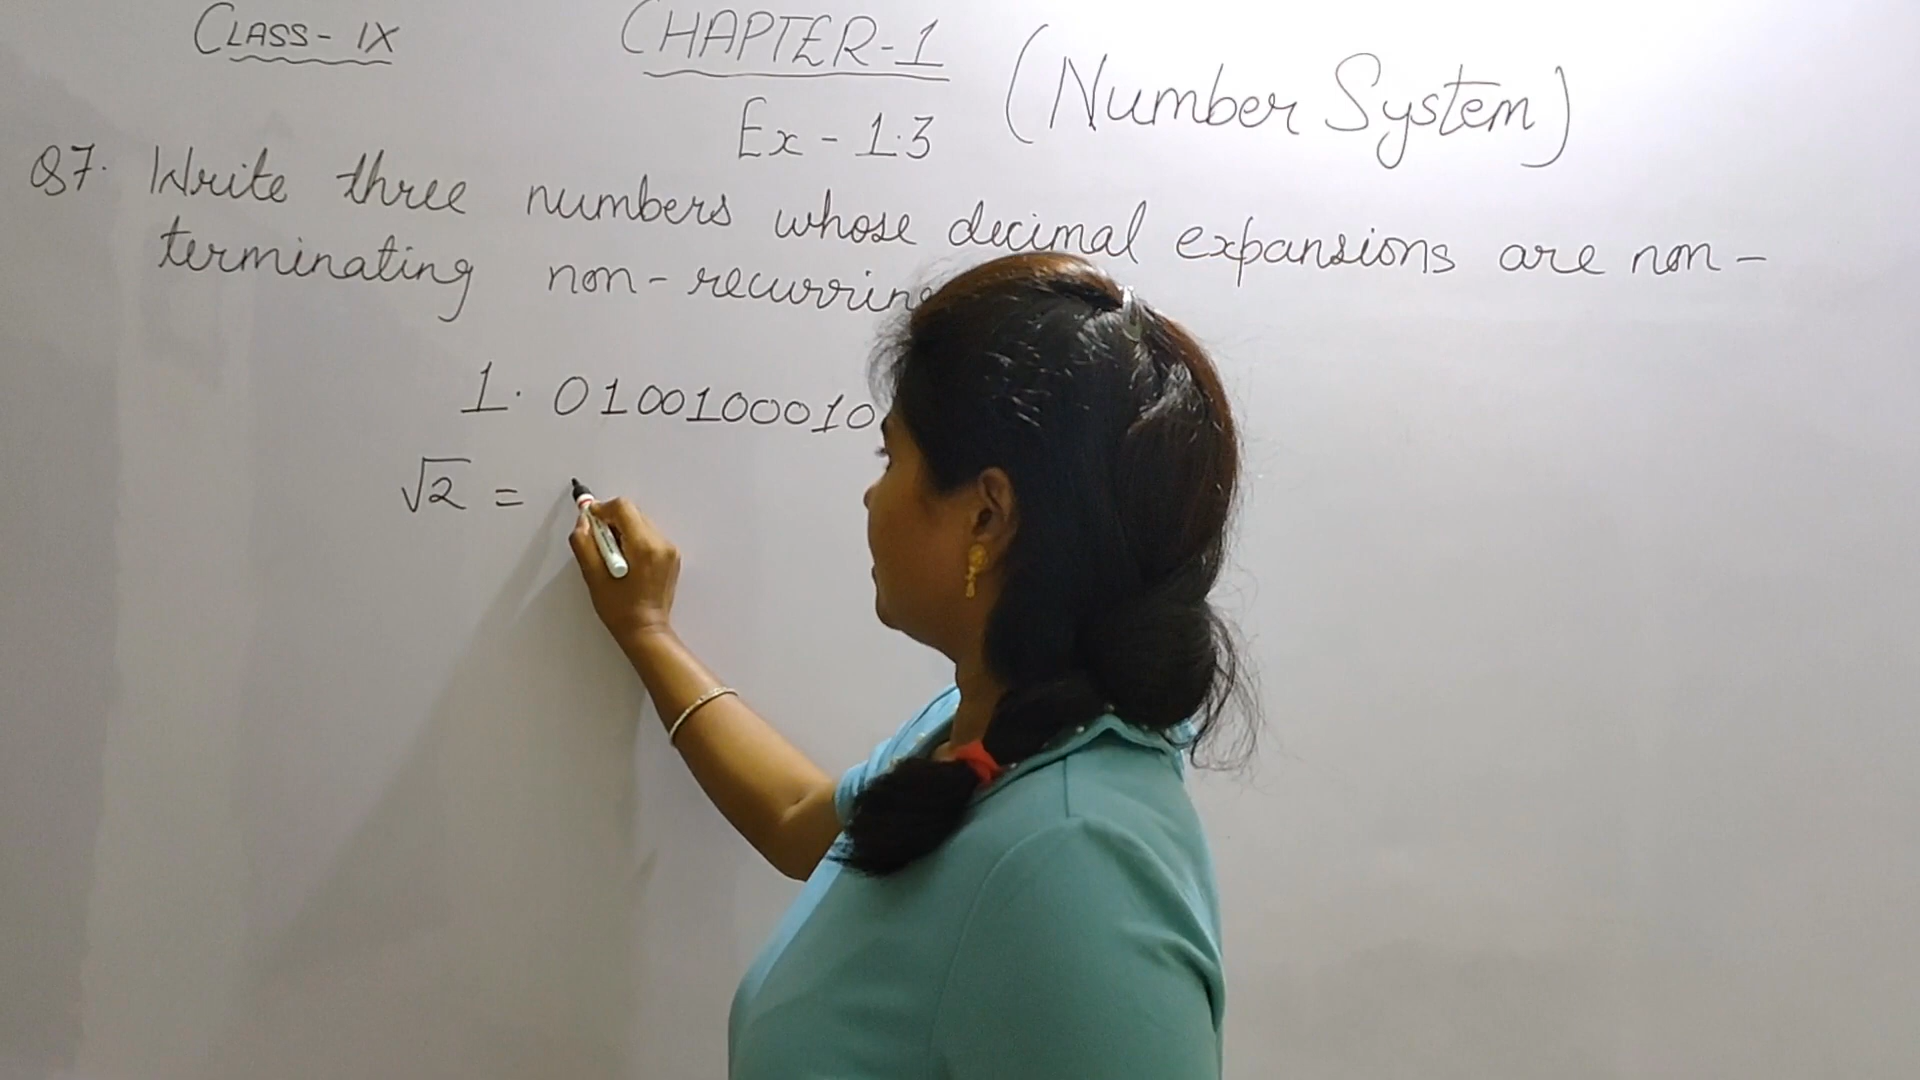 CLASS- IX
CHAPTER-1
(Number System)
Ex - 1.3
Q7. Write three numbers whose decimal expansions are non-
terminating non-recurring
1. 0100100010
√2 =